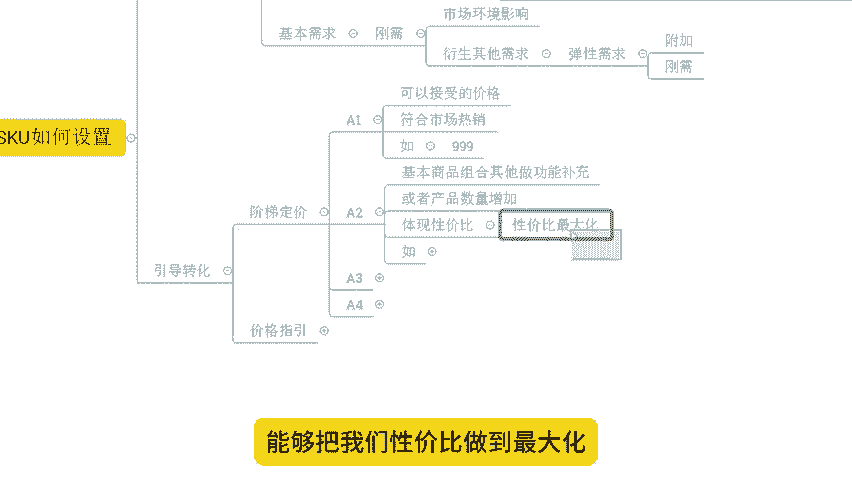 市场环境影响
基本需求 刚需
衍生其他需求 弹性需求 附加
刚需
可以接受的价格
SKU如何设置
A1 符合市场热销
如 999
基本商品组合其他做功能补充
或者产品数量增加
阶梯定价 A2
体现性价比 性价比最大化
如
引导转化
A3
A4
价格指引
能够把我们性价比做到最大化